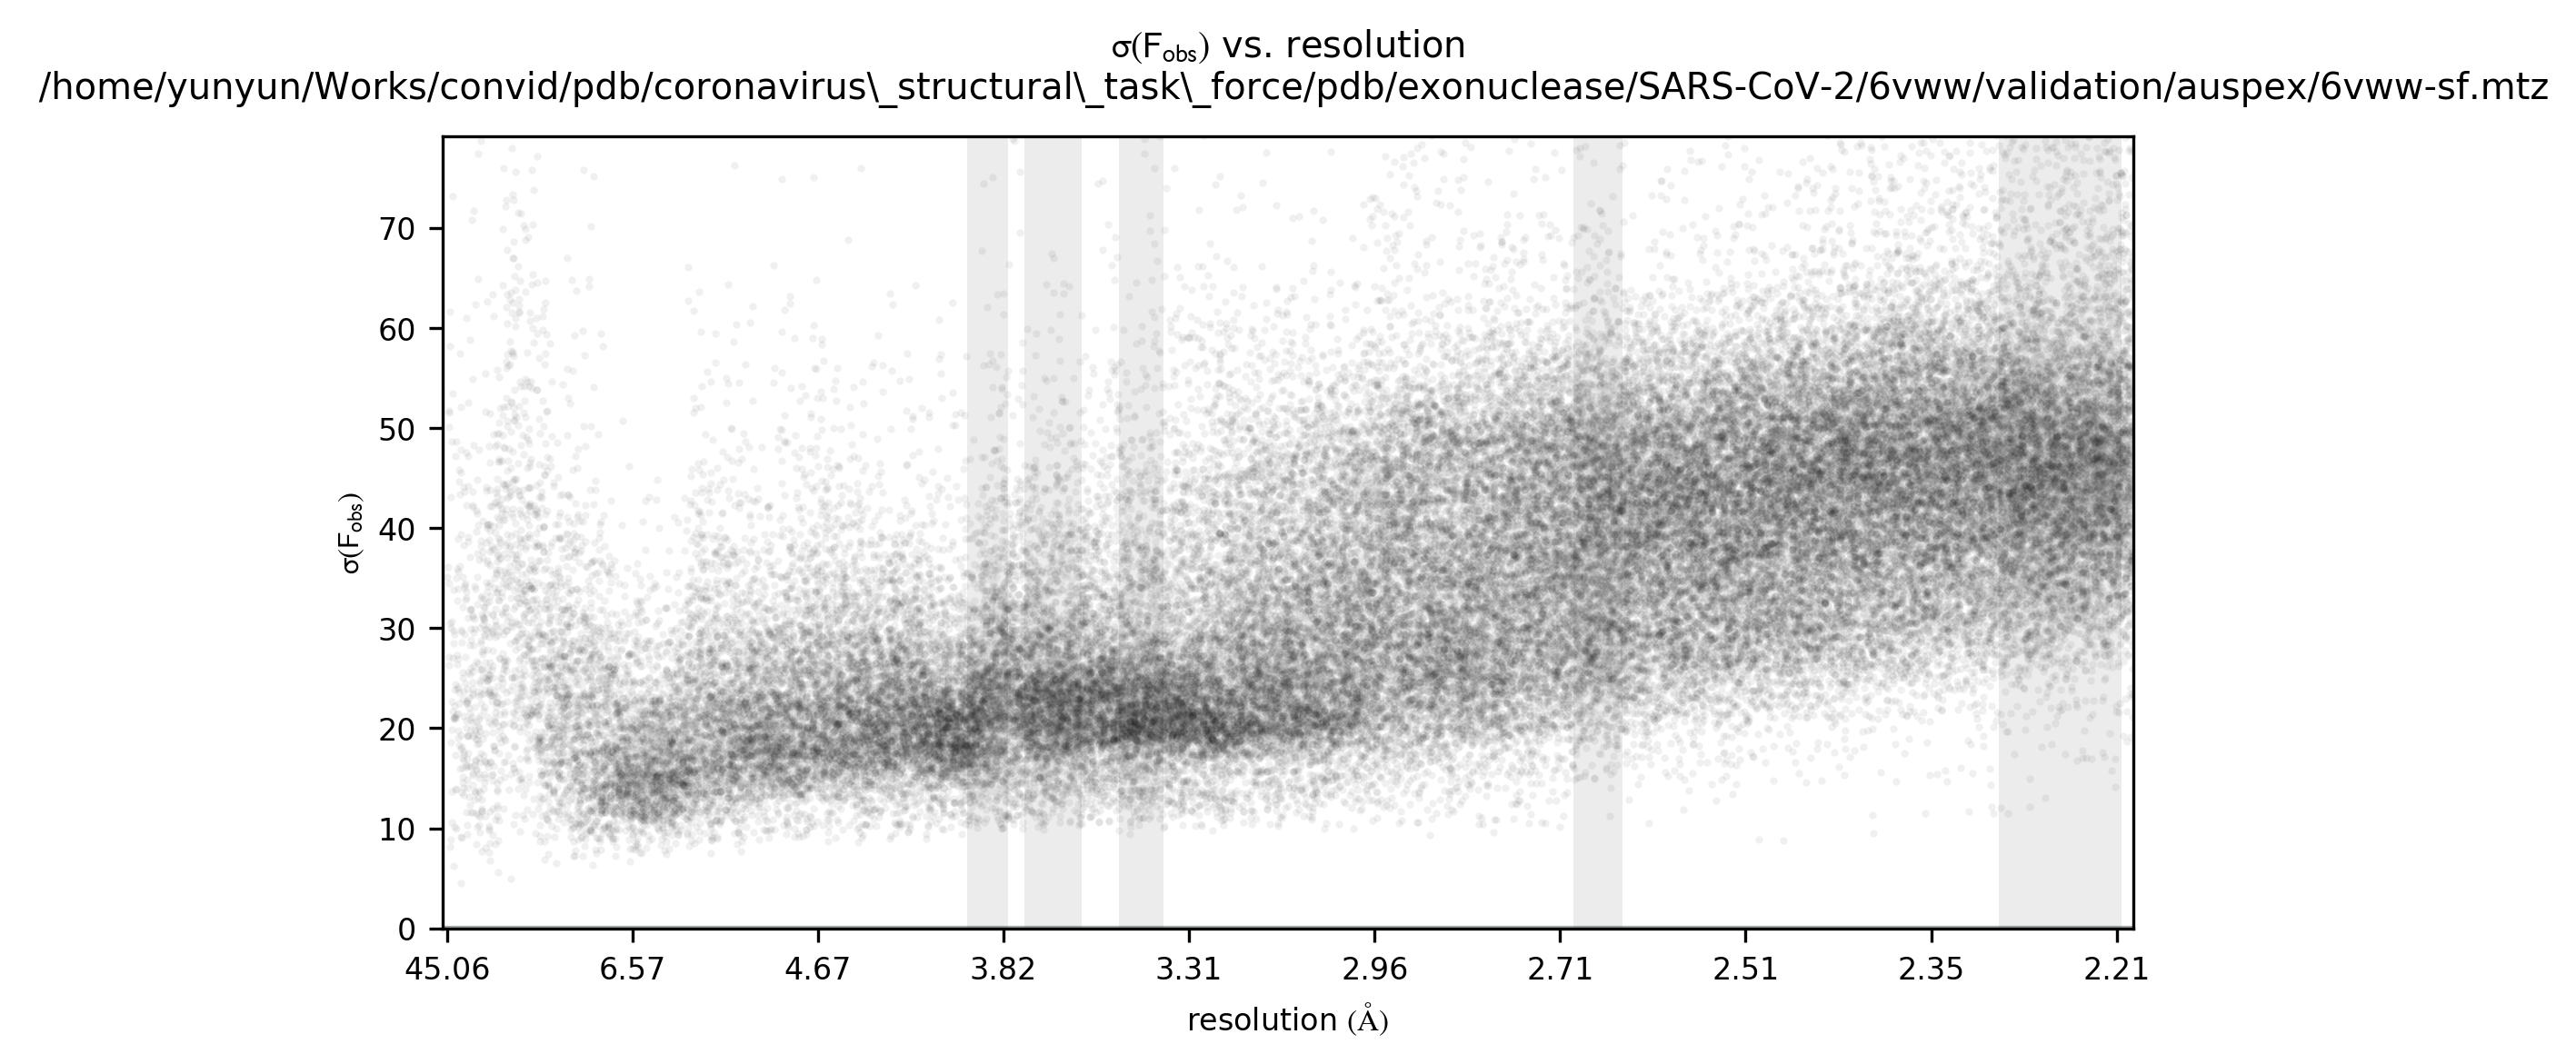 σ(Fobs) vs. resolution
/home/yunyun/Works/convid/pdb/coronavirus\_structural\_task\_force/pdb/exonuclease/SARS-CoV-2/6vww/validation/auspex/6vww-sf.mtz
70
60
50
40
30
20
10
0
σ(Fobs)
45.06 6.57 4.67 3.82 3.31 2.96 2.71 2.51 2.35 2.21
resolution (Å)